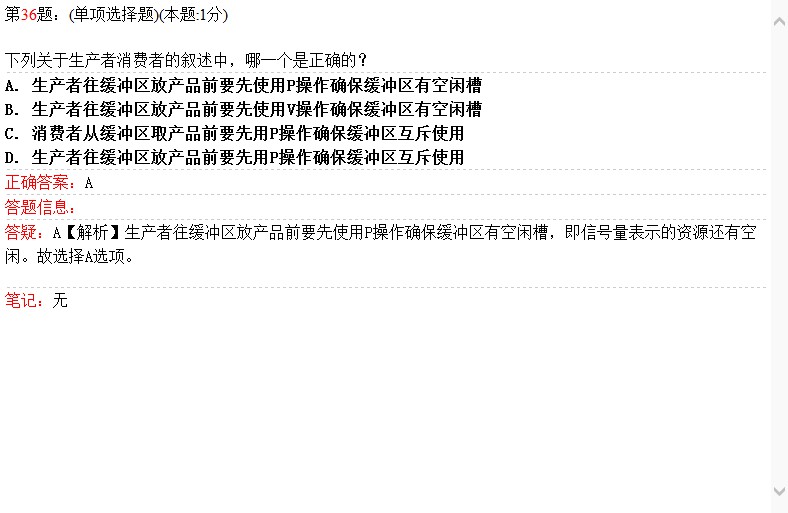 第36题：(单项选择题)(本题:1分)
下列关于生产者消费者的叙述中，哪一个是正确的？
A. 生产者往缓冲区放产品前要先使用P操作确保缓冲区有空闲槽
B. 生产者往缓冲区放产品前要先使用V操作确保缓冲区有空闲槽
C. 消费者从缓冲区取产品前要先用P操作确保缓冲区互斥使用
D. 生产者往缓冲区放产品前要先用P操作确保缓冲区互斥使用
正确答案：A
答题信息：
答疑：A【解析】生产者往缓冲区放产品前要先使用P操作确保缓冲区有空闲槽，即信号量表示的资源还有空
闲。故选择A选项。
笔记：无